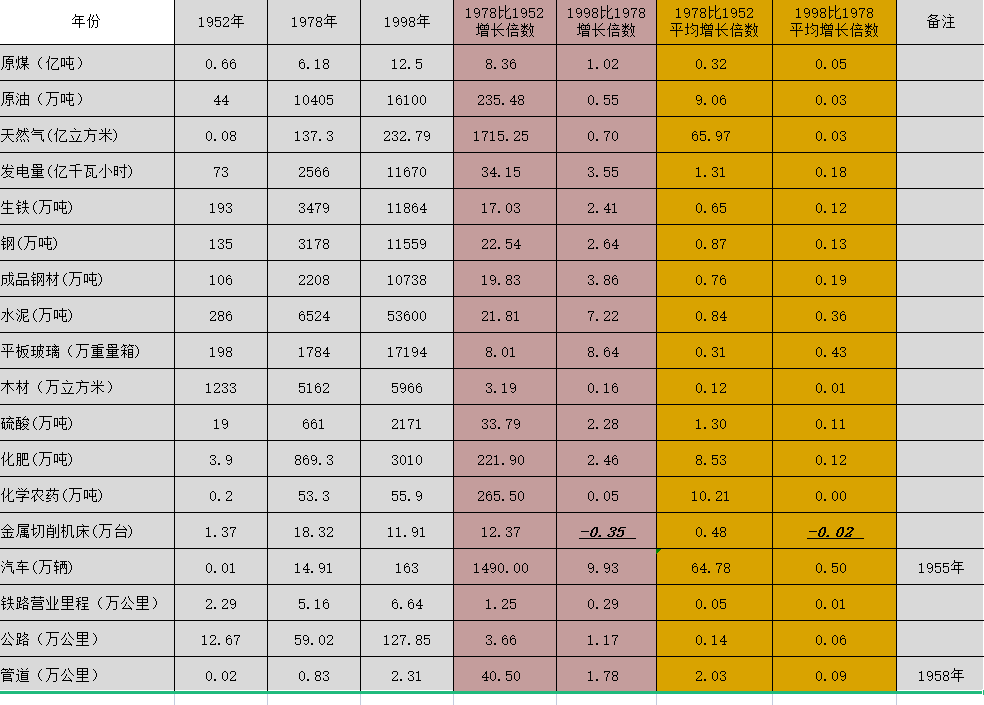 年份 1952年 1978年 1998年 1978比1952增长倍数 1998比1978增长倍数 1978比1952平均增长倍数 1998比1978平均增长倍数 备注
原煤（亿吨） 0.66 6.18 12.5 8.36 1.02 0.32 0.05
原油（万吨） 44 10405 16100 235.48 0.55 9.06 0.03
天然气(亿立方米) 0.08 137.3 232.79 1715.25 0.70 65.97 0.03
发电量(亿千瓦小时) 73 2566 11670 34.15 3.55 1.31 0.18
生铁(万吨) 193 3479 11864 17.03 2.41 0.65 0.12
钢(万吨) 135 3178 11559 22.54 2.64 0.87 0.13
成品钢材(万吨) 106 2208 10738 19.83 3.86 0.76 0.19
水泥(万吨) 286 6524 53600 21.81 7.22 0.84 0.36
平板玻璃（万重量箱) 198 1784 17194 8.01 8.64 0.31 0.43
木材（万立方米） 1233 5162 5966 3.19 0.16 0.12 0.01
硫酸(万吨) 19 661 2171 33.79 2.28 1.30 0.11
化肥(万吨) 3.9 869.3 3010 221.90 2.46 8.53 0.12
化学农药(万吨) 0.2 53.3 55.9 265.50 0.05 10.21 0.00
金属切削机床(万台) 1.37 18.32 11.91 12.37 -0.35 0.48 -0.02
汽车(万辆) 0.01 14.91 163 1490.00 9.93 64.78 0.50 1955年
铁路营业里程（万公里） 2.29 5.16 6.64 1.25 0.29 0.05 0.01
公路（万公里） 12.67 59.02 127.85 3.66 1.17 0.14 0.06
管道（万公里） 0.02 0.83 2.31 40.50 1.78 2.03 0.09 1958年